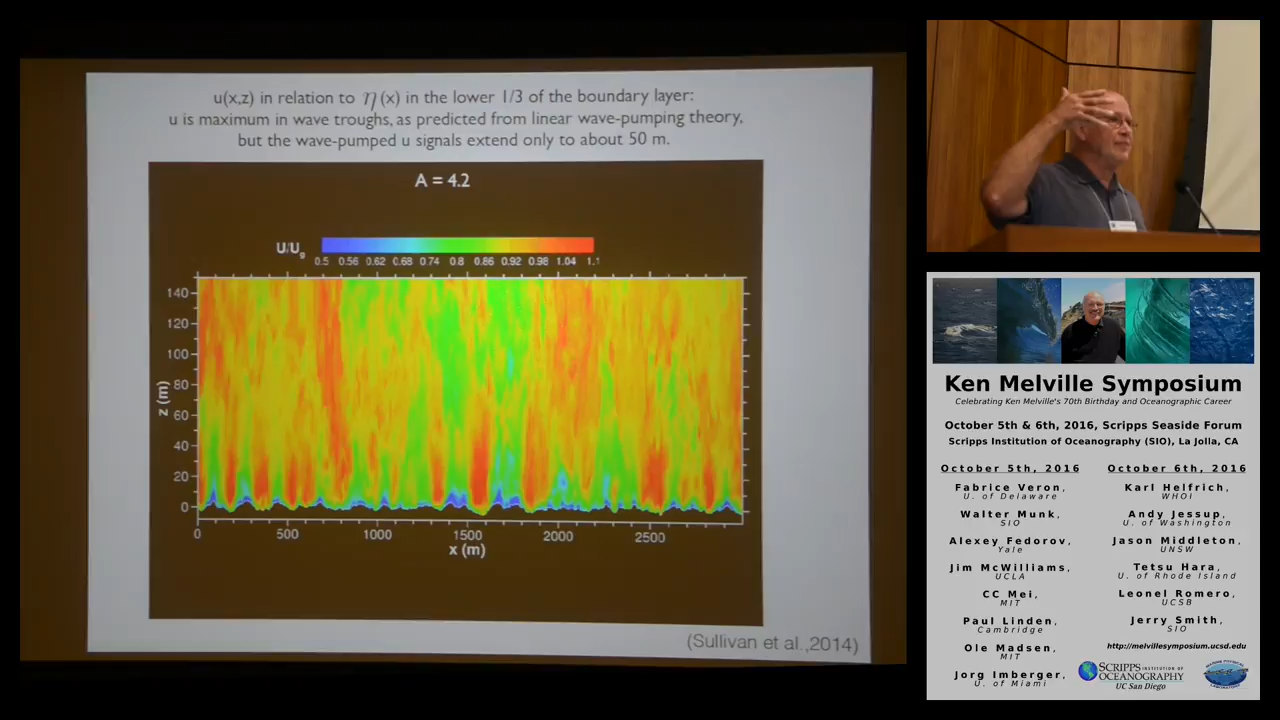 u(x,z) in relation to η(x) in the lower 1/3 of the boundary layer:
u is maximum in wave troughs, as predicted from linear wave-pumping theory,
but the wave-pumped u signals extend only to about 50 m.
A = 4.2
U/Ug
0.5 0.56 0.62 0.68 0.74 0.8 0.86 0.92 0.98 1.04 1.1
140
120
100
80
60
40
20
0
z (m)
0 500 1000 1500 2000 2500
x (m)
(Sullivan et al.,2014)
Ken Melville Symposium
Celebrating Ken Melville's 70th Birthday and Oceanographic Career
October 5th & 6th, 2016, Scripps Seaside Forum
Scripps Institution of Oceanography (SIO), La Jolla, CA
October 5th, 2016
Fabrice Veron,
U. of Delaware
Walter Munk,
SIO
Alexey Fedorov,
Yale
Jim McWilliams,
UCLA
CC Mei,
MIT
Paul Linden,
Cambridge
Ole Madsen,
MIT
Jorg Imberger,
U. of Miami
October 6th, 2016
Karl Helfrich,
WHOI
Andy Jessup,
U. of Washington
Jason Middleton,
UNSW
Tetsu Hara,
U. of Rhode Island
Leonel Romero,
UCSB
Jerry Smith,
SIO
http://melvillesymposium.ucsd.edu
SCRIPPS INSTITUTION OF
OCEANOGRAPHY
UC San Diego